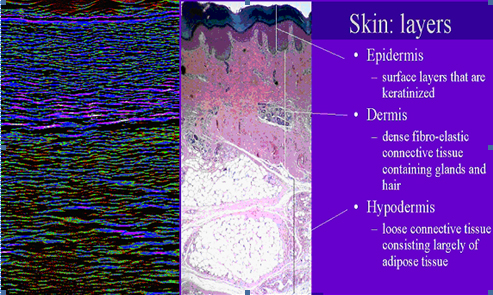 Skin: layers
• Epidermis
– surface layers that are
keratinized
• Dermis
– dense fibro-elastic
connective tissue
containing glands and
hair
• Hypodermis
– loose connective tissue
consisting largely of
adipose tissue